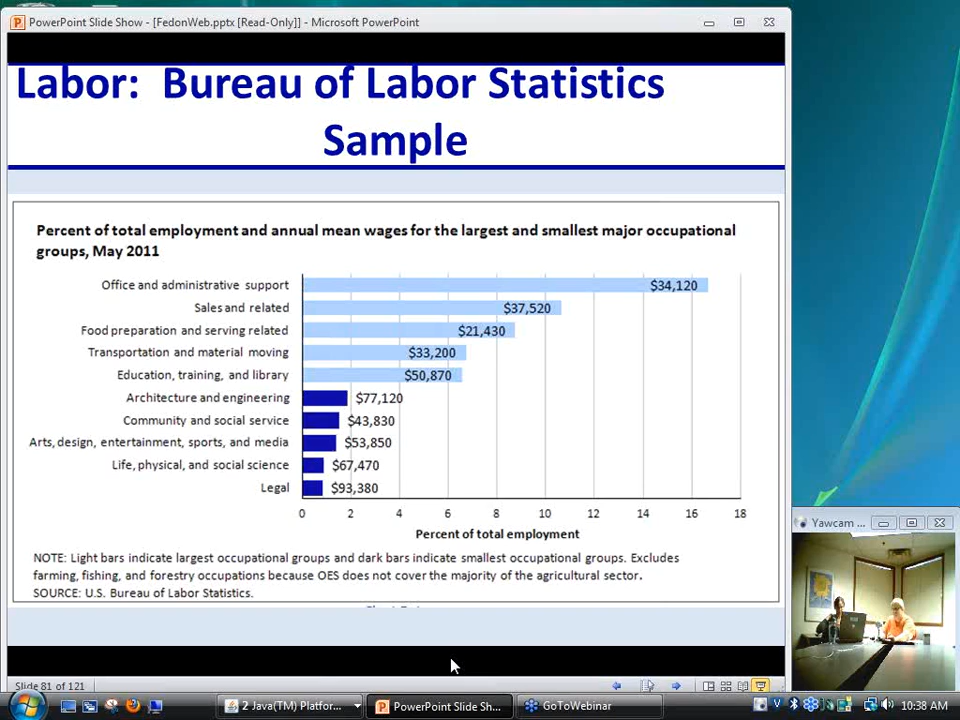 PowerPoint Slide Show - [FedonWeb.pptx [Read-Only]] - Microsoft PowerPoint
Labor: Bureau of Labor Statistics
Sample
Percent of total employment and annual mean wages for the largest and smallest major occupational
groups, May 2011
Office and administrative support $34,120
Sales and related $37,520
Food preparation and serving related $21,430
Transportation and material moving $33,200
Education, training, and library $50,870
Architecture and engineering $77,120
Community and social service $43,830
Arts, design, entertainment, sports, and media $53,850
Life, physical, and social science $67,470
Legal $93,380
0 2 4 6 8 10 12 14 16 18
Percent of total employment
NOTE: Light bars indicate largest occupational groups and dark bars indicate smallest occupational groups. Excludes
farming, fishing, and forestry occupations because OES does not cover the majority of the agricultural sector.
SOURCE: U.S. Bureau of Labor Statistics.
Yawcam ...
Slide 81 of 121
2 Java(TM) Platfor...
PowerPoint Slide Sh...
GoToWebinar
10:38 AM